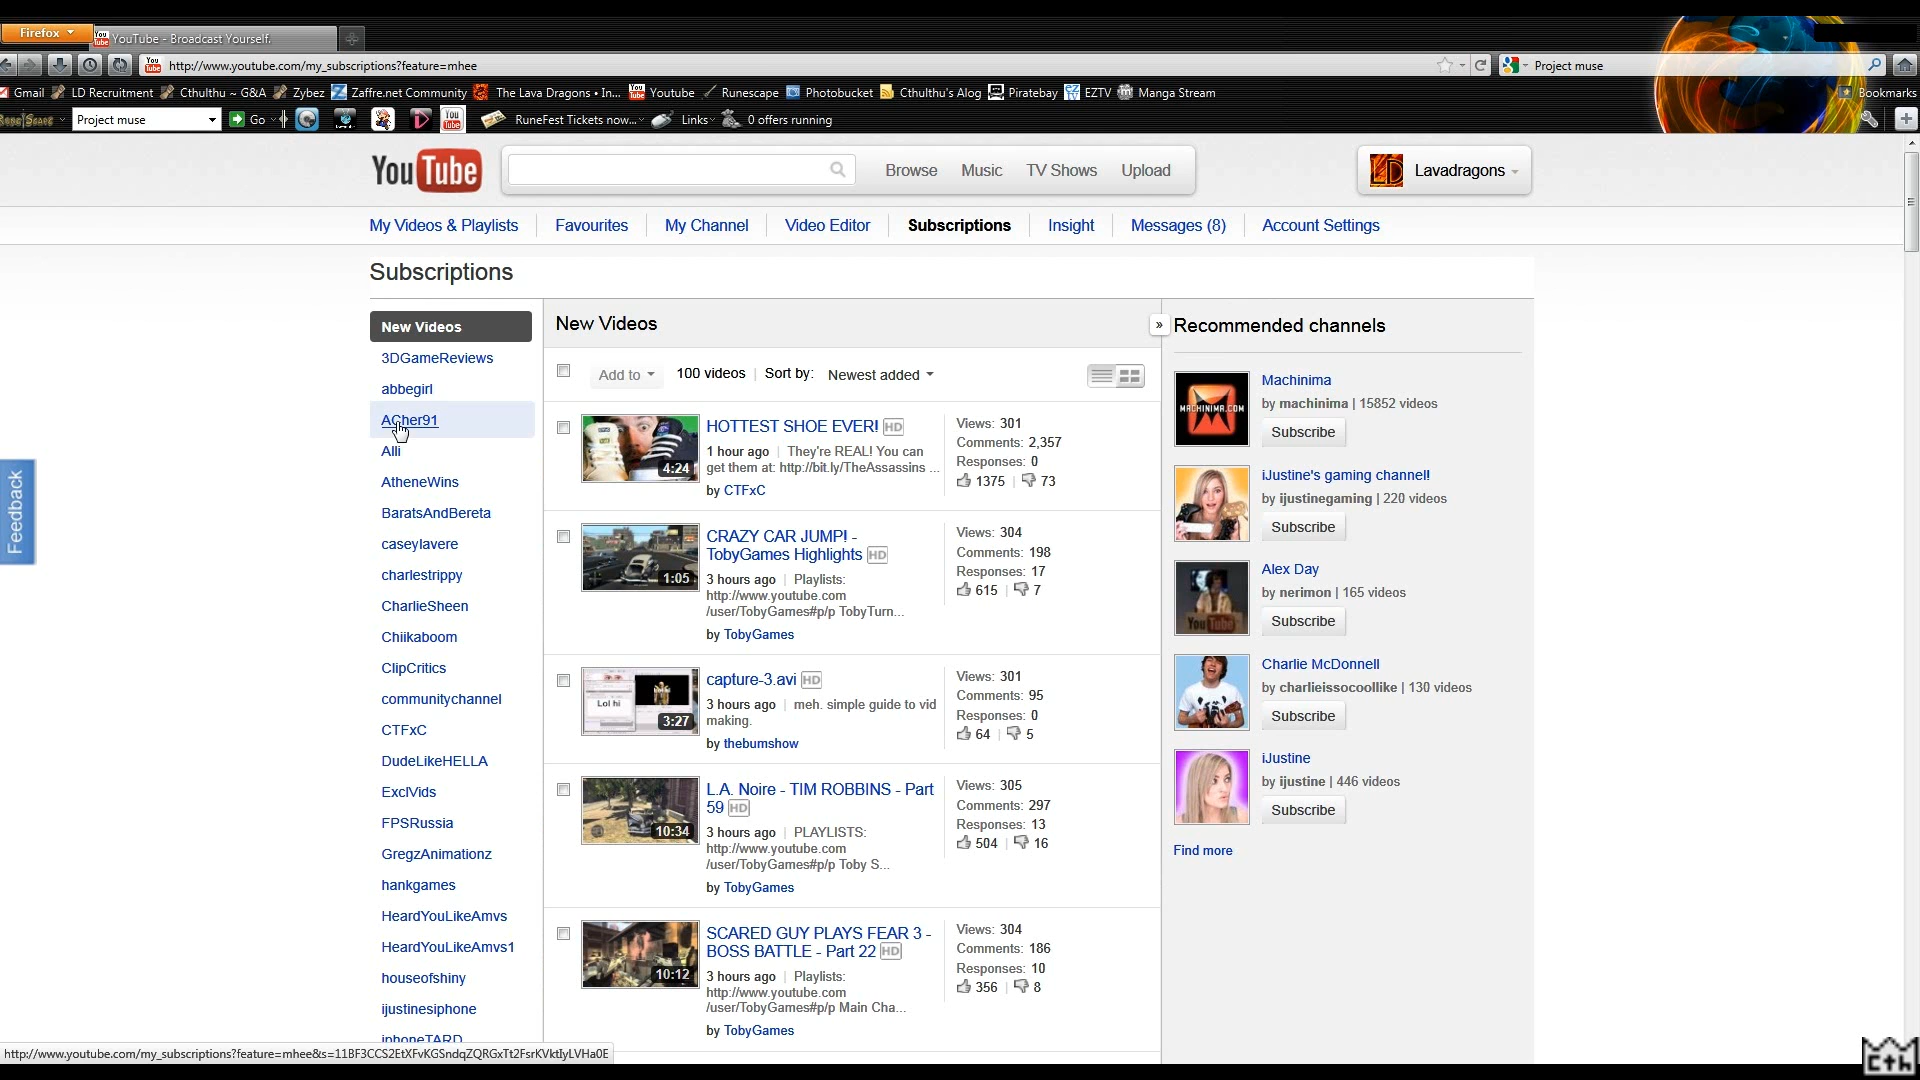 Firefox
YouTube - Broadcast Yourself.
http://www.youtube.com/my_subscriptions?feature=mhee
Project muse
Gmail
LD Recruitment
Cthulhu ~ G&A
Zybez
Zaffre.net Community
The Lava Dragons • In...
Youtube
Runescape
Photobucket
Cthulhu's Alog
Piratebay
EZTV
Manga Stream
Bookmarks
Project muse
Go
RuneFest Tickets now...
Links
0 offers running
YouTube
Browse
Music
TV Shows
Upload
Lavadragons
My Videos & Playlists
Favourites
My Channel
Video Editor
Subscriptions
Insight
Messages (8)
Account Settings
Subscriptions
New Videos
3DGameReviews
abbegirl
ACher91
Alli
AtheneWins
BaratsAndBereta
caseylavere
charlestrippy
CharlieSheen
Chiikaboom
ClipCritics
communitychannel
CTFxC
DudeLikeHELLA
ExclVids
FPSRussia
GregzAnimationz
hankgames
HeardYouLikeAmvs
HeardYouLikeAmvs1
houseofshiny
ijustinesiphone
iphoneTARD
Feedback
New Videos
Add to
100 videos
Sort by:
Newest added
4:24
HOTTEST SHOE EVER! HD
1 hour ago | They're REAL! You can
get them at: http://bit.ly/TheAssassins ...
by CTFxC
Views: 301
Comments: 2,357
Responses: 0
1375 | 73
1:05
CRAZY CAR JUMP! -
TobyGames Highlights HD
3 hours ago | Playlists:
http://www.youtube.com
/user/TobyGames#p/p TobyTurn...
by TobyGames
Views: 304
Comments: 198
Responses: 17
615 | 7
Lol hi
3:27
capture-3.avi HD
3 hours ago | meh. simple guide to vid
making.
by thebumshow
Views: 301
Comments: 95
Responses: 0
64 | 5
10:34
L.A. Noire - TIM ROBBINS - Part
59 HD
3 hours ago | PLAYLISTS:
http://www.youtube.com
/user/TobyGames#p/p Toby S...
by TobyGames
Views: 305
Comments: 297
Responses: 13
504 | 16
10:12
SCARED GUY PLAYS FEAR 3 -
BOSS BATTLE - Part 22 HD
3 hours ago | Playlists:
http://www.youtube.com
/user/TobyGames#p/p Main Cha...
by TobyGames
Views: 304
Comments: 186
Responses: 10
356 | 8
» Recommended channels
MACHINIMA.COM
Machinima
by machinima | 15852 videos
Subscribe
iJustine's gaming channel!
by ijustinegaming | 220 videos
Subscribe
You Tube
Alex Day
by nerimon | 165 videos
Subscribe
Charlie McDonnell
by charlieissocoollike | 130 videos
Subscribe
iJustine
by ijustine | 446 videos
Subscribe
Find more
http://www.youtube.com/my_subscriptions?feature=mhee&s=11BF3CCS2EtXFvKGSndqZQRGxTt2FsrKVktIyLVHa0E
Cth